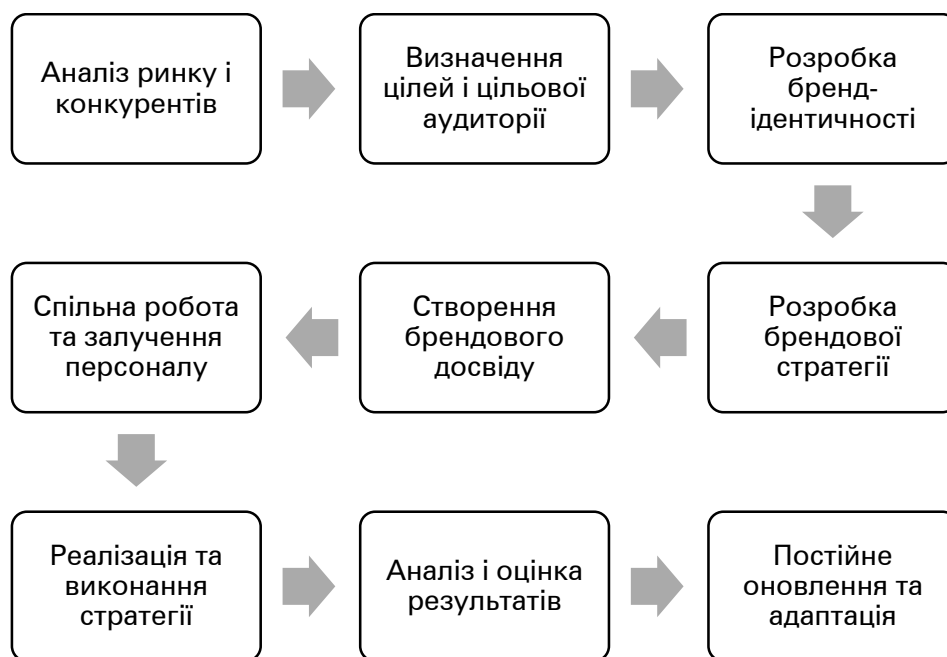 Аналіз ринку і
конкурентів
Визначення
цілей і цільової
аудиторії
Розробка
бренд-
ідентичності
Розробка
брендової
стратегії
Створення
брендового
досвіду
Спільна робота
та залучення
персоналу
Реалізація та
виконання
стратегії
Аналіз і оцінка
результатів
Постійне
оновлення та
адаптація